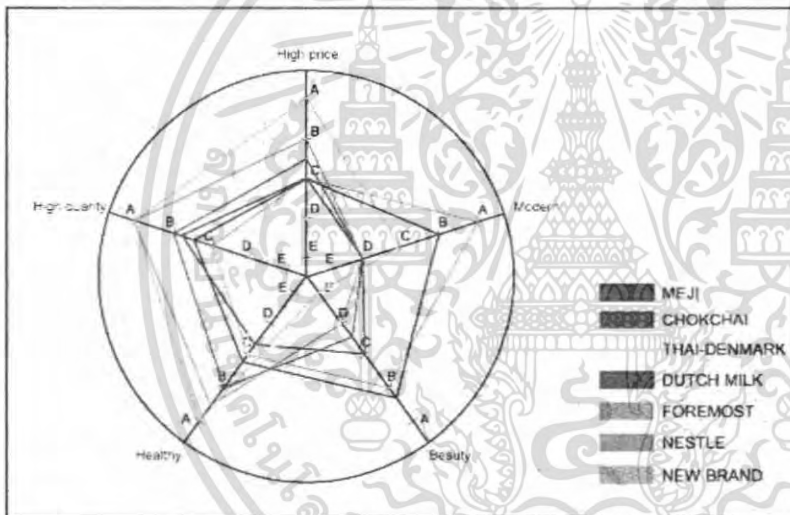 High price
A
B
C
D
E
Modern
A
B
C
D
E
High quality
A
B
C
D
E
Healthy
A
B
D
E
Beauty
A
B
C
D
E
MEJI
CHOKCHAI
THAI-DENMARK
DUTCH MILK
FOREMOST
NESTLE
NEW BRAND